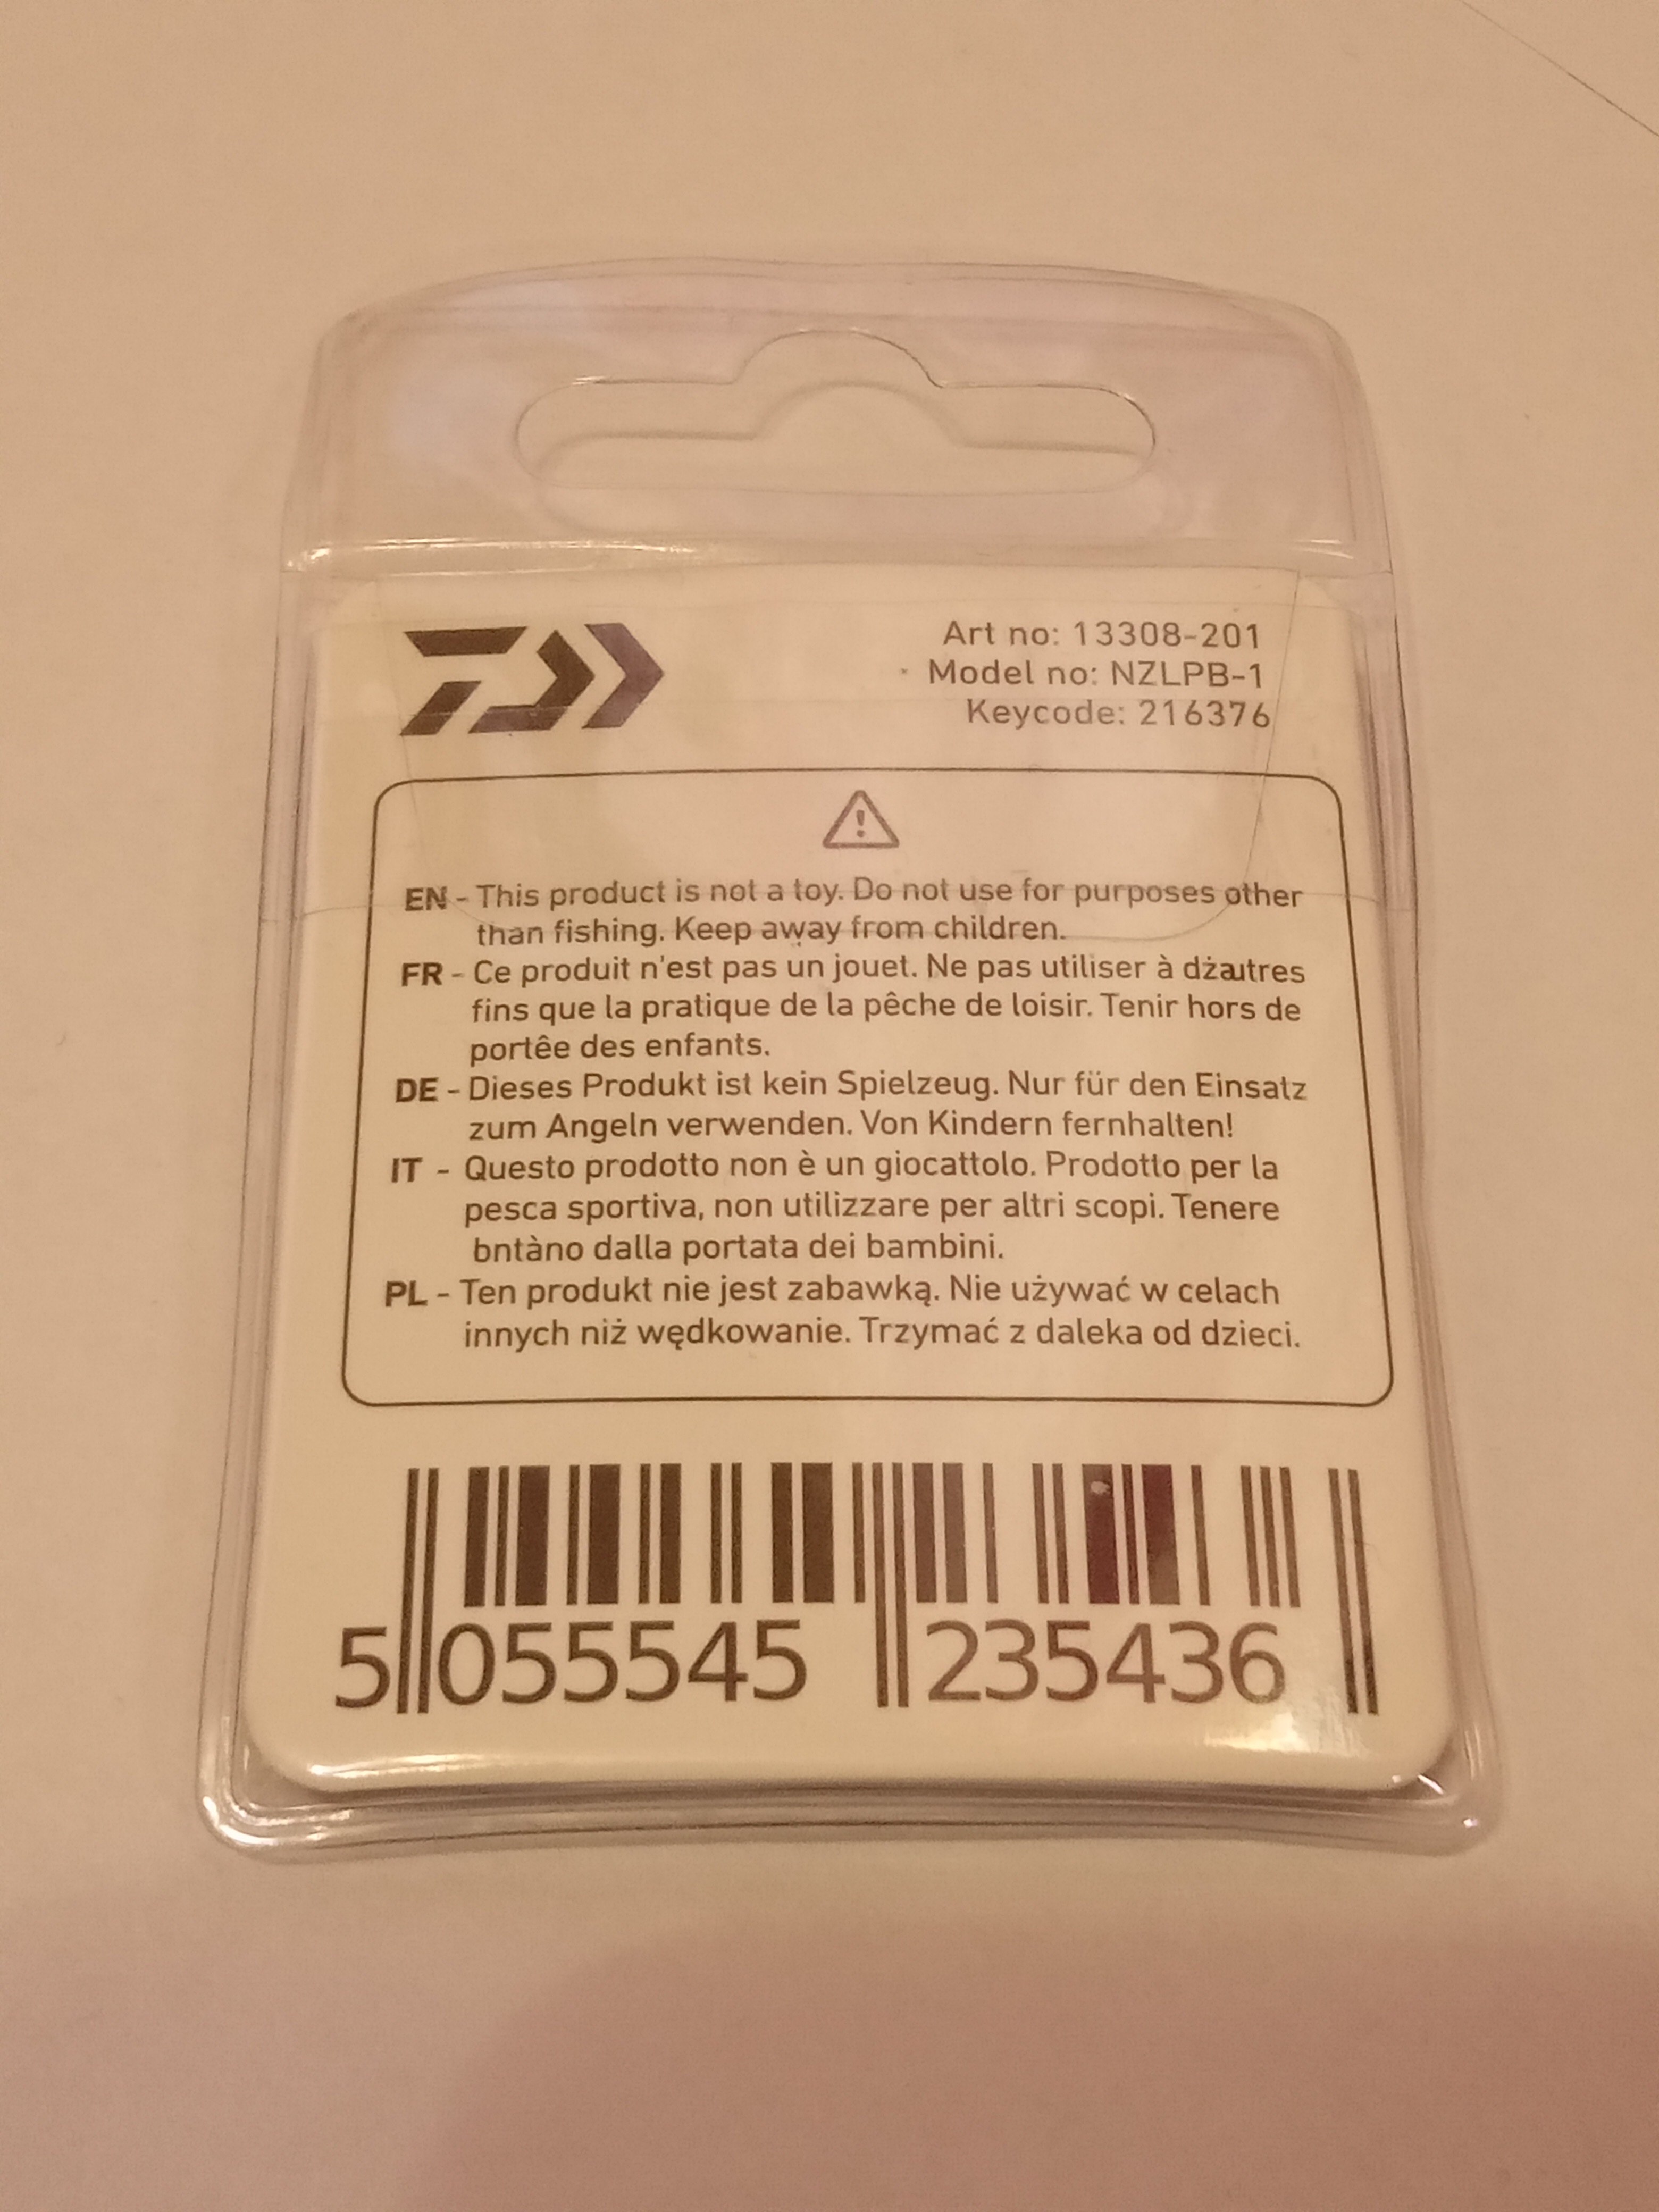 Art no: 13308-201
Model no: NZLPB-1
Keycode: 216376
EN - This product is not a toy. Do not use for purposes other
than fishing. Keep away from children.
FR - Ce produit n'est pas un jouet. Ne pas utiliser à dżautres
fins que la pratique de la pêche de loisir. Tenir hors de
portêe des enfants.
DE - Dieses Produkt ist kein Spielzeug. Nur für den Einsatz
zum Angeln verwenden. Von Kindern fernhalten!
IT - Questo prodotto non è un giocattolo. Prodotto per la
pesca sportiva, non utilizzare per altri scopi. Tenere
bntàno dalla portata dei bambini.
PL - Ten produkt nie jest zabawką. Nie używać w celach
innych niż wędkowanie. Trzymać z daleka od dzieci.
5 055545 235436